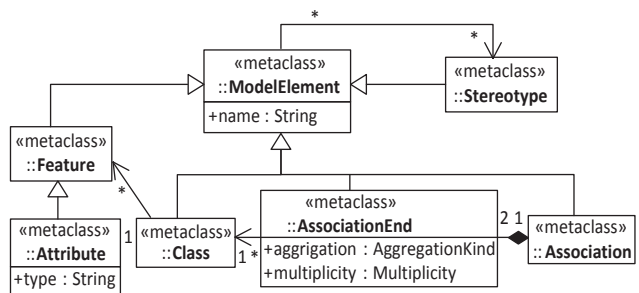 *
*
«metaclass»
::ModelElement
+name : String
«metaclass»
::Stereotype
«metaclass»
::Feature
*
«metaclass»
::Attribute
+type : String
1
«metaclass»
::Class
1 *
«metaclass»
::AssociationEnd
+aggrigation : AggregationKind
+multiplicity : Multiplicity
2 1
«metaclass»
:: Association